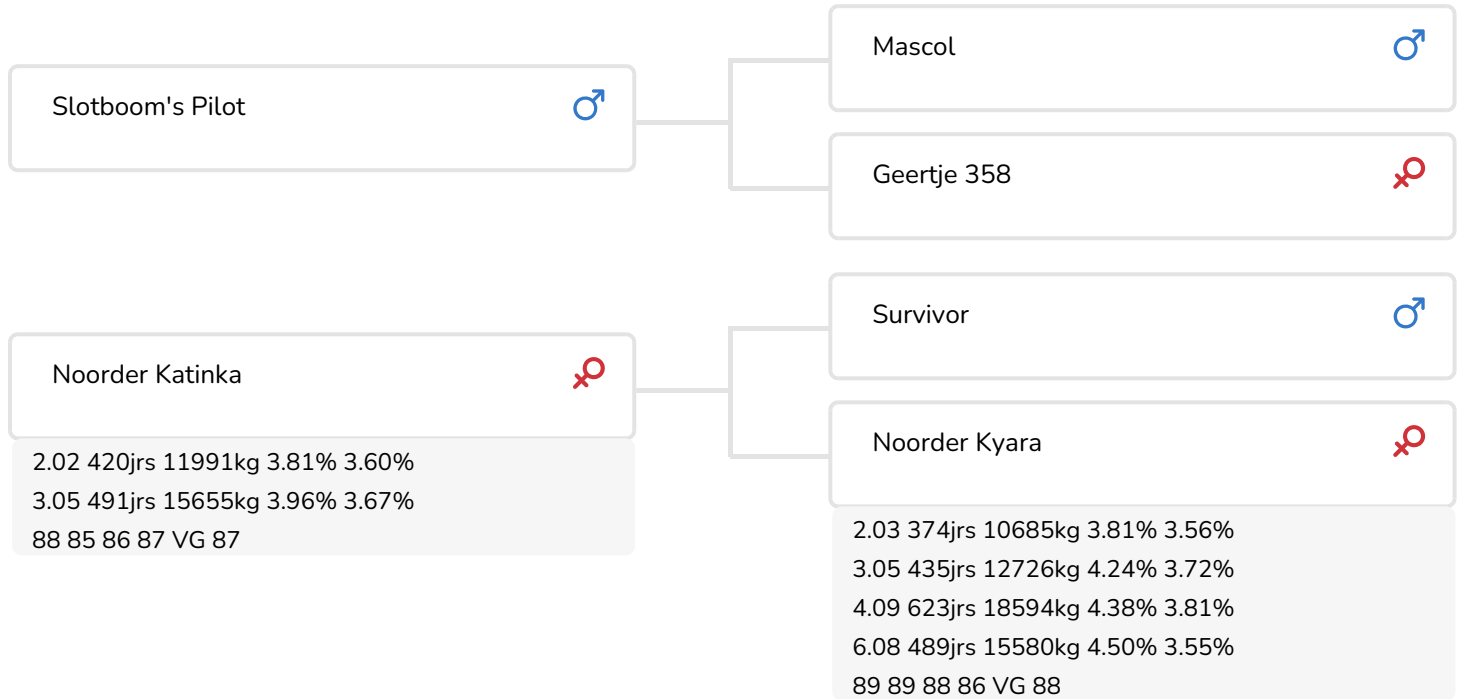 Slotboom's Pilot
Mascol
Geertje 358
Noorder Katinka
2.02 420jrs 11991kg 3.81% 3.60%
3.05 491jrs 15655kg 3.96% 3.67%
88 85 86 87 VG 87
Survivor
Noorder Kyara
2.03 374jrs 10685kg 3.81% 3.56%
3.05 435jrs 12726kg 4.24% 3.72%
4.09 623jrs 18594kg 4.38% 3.81%
6.08 489jrs 15580kg 4.50% 3.55%
89 89 88 86 VG 88